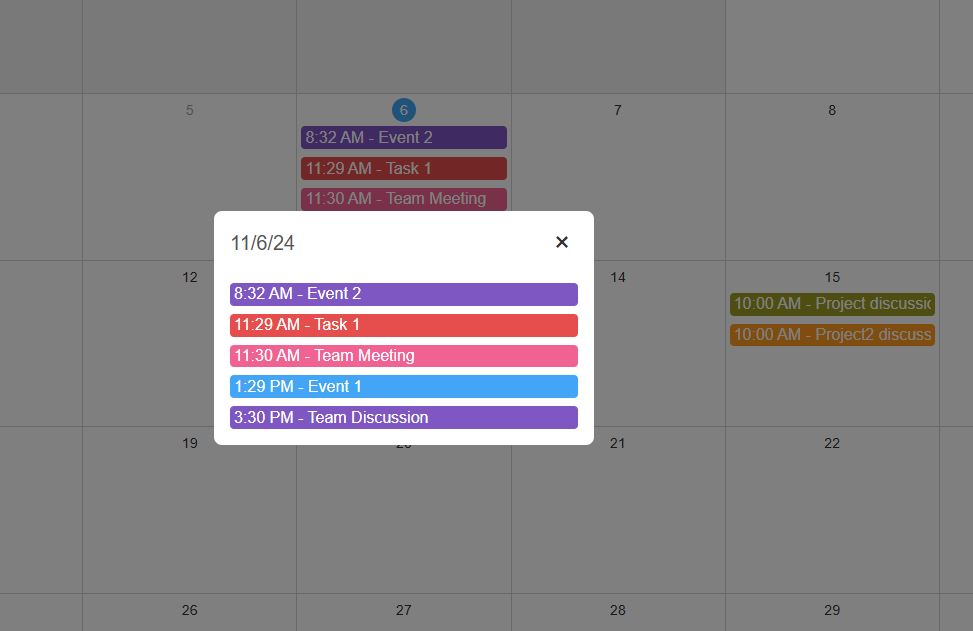 5
6
7
8
8:32 AM - Event 2
11:29 AM - Task 1
11:30 AM - Team Meeting
11/6/24
×
8:32 AM - Event 2
11:29 AM - Task 1
11:30 AM - Team Meeting
1:29 PM - Event 1
3:30 PM - Team Discussion
12
14
15
10:00 AM - Project discussic
10:00 AM - Project2 discuss
19
20
21
22
26
27
28
29